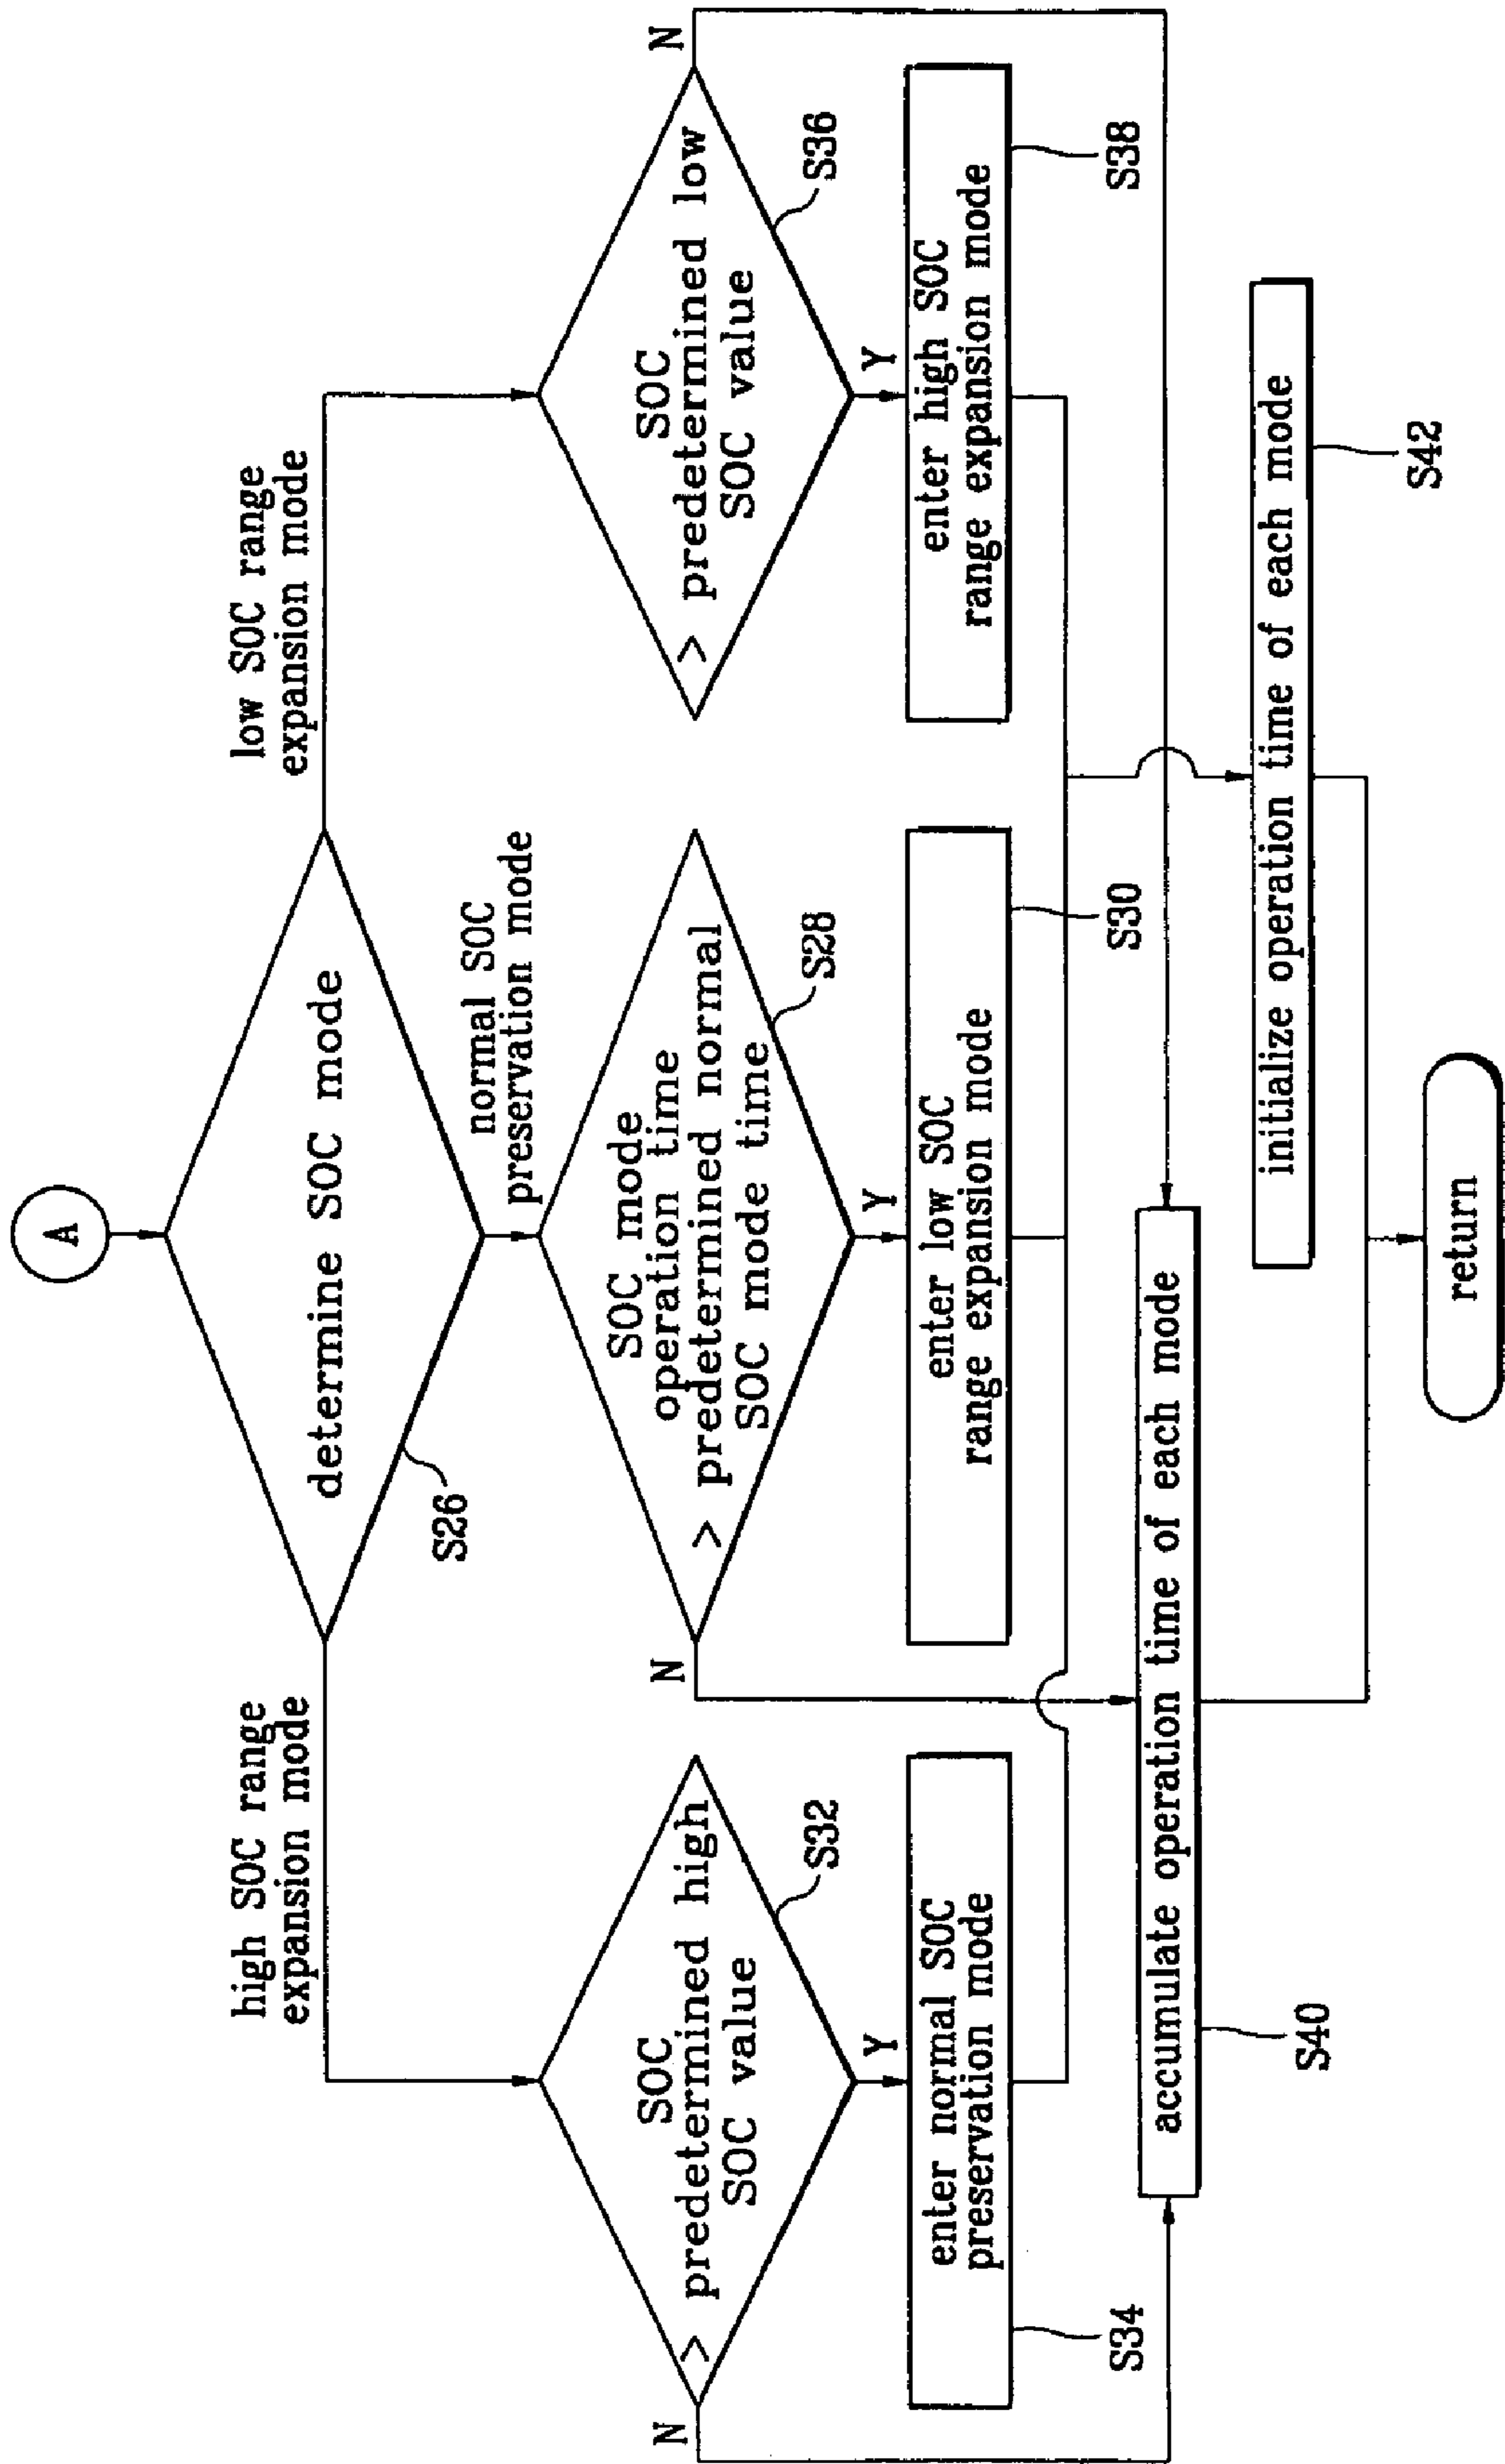 A
determine SOC mode
S26
high SOC range
expansion mode
normal SOC
preservation mode
low SOC range
expansion mode
SOC
> predetermined high
SOC value
S32
N
Y
SOC mode
operation time
> predetermined normal
SOC mode time
S28
N
Y
SOC
> predetermined low
SOC value
S36
N
Y
enter normal SOC
preservation mode
S34
enter low SOC
range expansion mode
S30
enter high SOC
range expansion mode
S38
accumulate operation time of each mode
S40
initialize operation time of each mode
S42
return